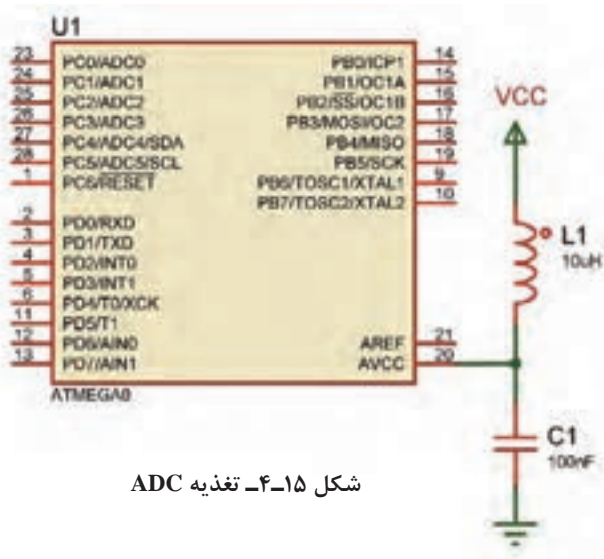 U1
23 PC0/ADC0
24 PC1/ADC1
25 PC2/ADC2
26 PC3/ADC3
27 PC4/ADC4/SDA
28 PC5/ADC5/SCL
1 PC6/RESET
2 PD0/RXD
3 PD1/TXD
4 PD2/INT0
5 PD3/INT1
6 PD4/T0/XCK
11 PD5/T1
12 PD6/AIN0
13 PD7/AIN1
PB0/ICP1 14
PB1/OC1A 15
PB2/SS/OC1B 16
PB3/MOSI/OC2 17
PB4/MISO 18
PB5/SCK 19
PB6/TOSC1/XTAL1 9
PB7/TOSC2/XTAL2 10
AREF 21
AVCC 20
ATMEGA8
VCC
L1
10uH
C1
100nF
شکل ۱۵ـ۴ـ تغذیه ADC